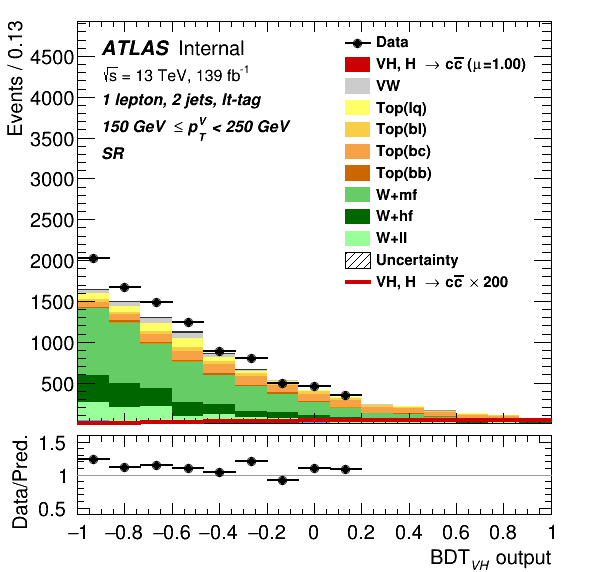 Events / 0.13
4500
4000
3500
3000
2500
2000
1500
1000
500
ATLAS Internal
√s = 13 TeV, 139 fb⁻¹
1 lepton, 2 jets, lt-tag
150 GeV ≤ p_T^V < 250 GeV
SR
Data
VH, H → cc̅ (μ=1.00)
VW
Top(lq)
Top(bl)
Top(bc)
Top(bb)
W+mf
W+hf
W+ll
Uncertainty
VH, H → cc̅ × 200
Data/Pred.
1.5
1
0.5
−1 −0.8 −0.6 −0.4 −0.2 0 0.2 0.4 0.6 0.8 1
BDT_VH output